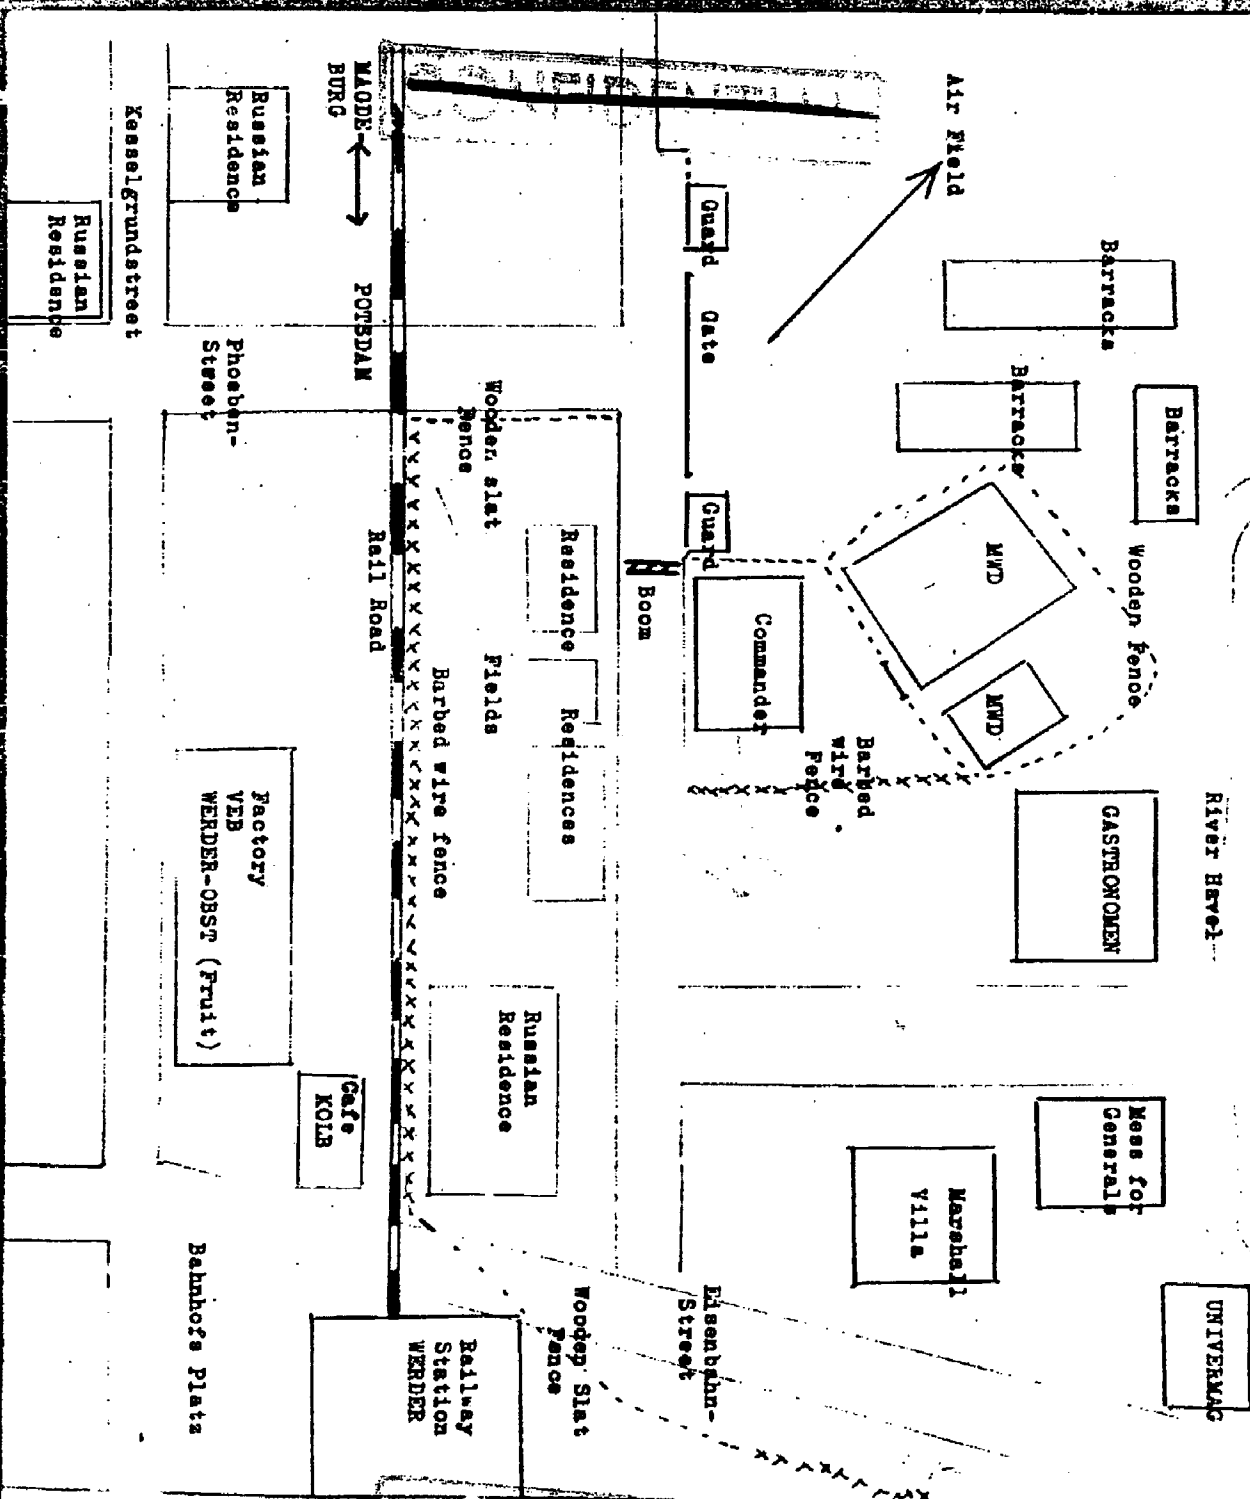 UNIVERMAG
River Havel
Barracks
Wooden Fence
Mess for
Generals
Barracks
GASTRONOMEN
Barracks
MWD
MWD
Air Field
Marshall
Villa
Barbed
wire
Fence
Commander
Guard
Gate
Guard
Eisenbahn-
Street
Boom
Residence
Residences
Wooden Slat
Fence
Russian
Residence
Wooden slat
Fence
Fields
Barbed wire fence
Railway
Station
WERDER
MAGDE-
BURG
POTSDAM
Rail Road
Cafe
KOLB
Russian
Residence
Phoeben-
Street
Factory
VEB
WERDER-OBST (Fruit)
Bahnhofs Platz
Kesselgrundstreet
Russian
Residence